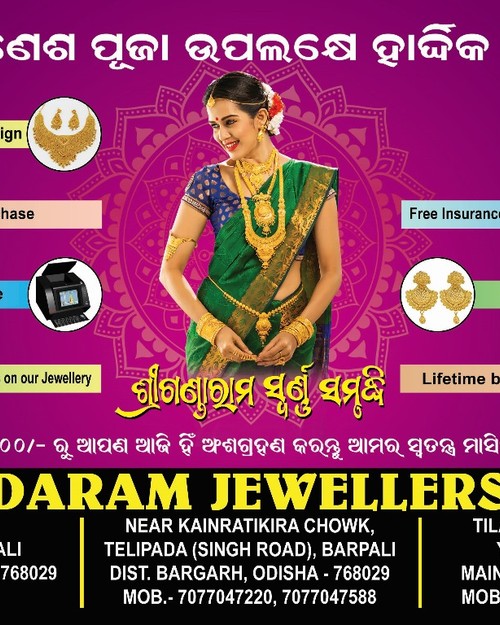 ଣେଶ ପୂଜା ଉପଲକ୍ଷେ ହାର୍ଦ୍ଦିକ
ign
hase
Free Insurance
e
s on our Jewellery
Lifetime b
ଶ୍ରୀଗଣ୍ଡାରାମ ସ୍ୱର୍ଣ୍ଣ ସମୃଦ୍ଧି
୦୦/- ରୁ ଆପଣ ଆଜି ହିଁ ଅଂଶଗ୍ରହଣ କରନ୍ତୁ ଆମର ସ୍ୱତନ୍ତ୍ର ମାସି
DARAM JEWELLERS
ALI
768029
NEAR KAINRATIKIRA CHOWK,
TELIPADA (SINGH ROAD), BARPALI
DIST. BARGARH, ODISHA - 768029
MOB.- 7077047220, 7077047588
TIL
MAIN
MOB